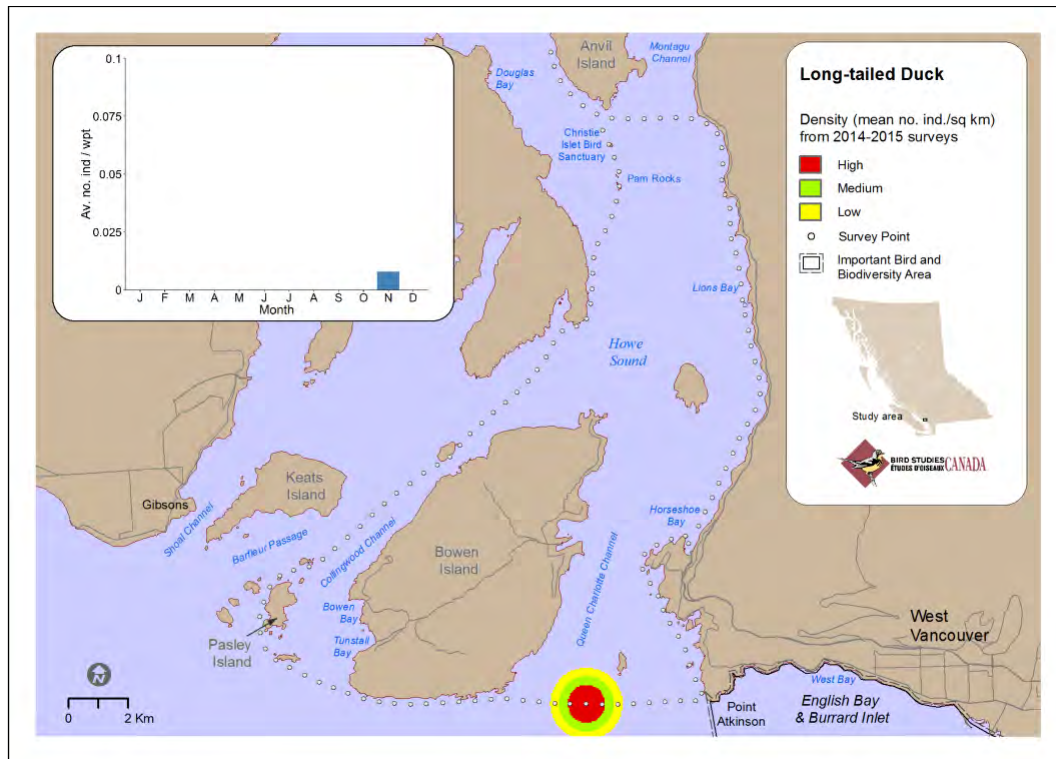 0.1
0.075
0.05
0.025
0
Av. no. ind / wpt
J F M A M J J A S O N D
Month
Anvil
Island
Montagu
Channel
Douglas
Bay
Christie
Islet Bird
Sanctuary
Pam Rocks
Lions Bay
Howe
Sound
Keats
Island
Gibsons
Shoal Channel
Barfleur Passage
Collingwood Channel
Bowen
Island
Horseshoe
Bay
Queen Charlotte Channel
Bowen
Bay
Tunstall
Bay
Pasley
Island
West
Vancouver
West Bay
Point
Atkinson
English Bay
& Burrard Inlet
N
0 2 Km
Long-tailed Duck
Density (mean no. ind./sq km)
from 2014-2015 surveys
High
Medium
Low
Survey Point
Important Bird and
Biodiversity Area
Study area
BIRD STUDIES
ÉTUDES D'OISEAUX CANADA